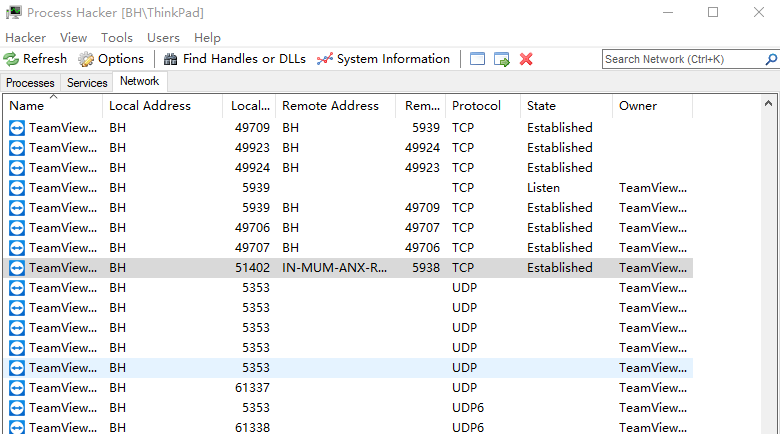 Process Hacker [BH\ThinkPad]
Hacker View Tools Users Help
Refresh Options Find Handles or DLLs System Information Search Network (Ctrl+K)
Processes Services Network
Name Local Address Local... Remote Address Rem... Protocol State Owner
TeamView... BH 49709 BH 5939 TCP Established
TeamView... BH 49923 BH 49924 TCP Established
TeamView... BH 49924 BH 49923 TCP Established
TeamView... BH 5939 TCP Listen TeamView...
TeamView... BH 5939 BH 49709 TCP Established TeamView...
TeamView... BH 49706 BH 49707 TCP Established TeamView...
TeamView... BH 49707 BH 49706 TCP Established TeamView...
TeamView... BH 51402 IN-MUM-ANX-R... 5938 TCP Established TeamView...
TeamView... BH 5353 UDP TeamView...
TeamView... BH 5353 UDP TeamView...
TeamView... BH 5353 UDP TeamView...
TeamView... BH 5353 UDP TeamView...
TeamView... BH 5353 UDP TeamView...
TeamView... BH 61337 UDP TeamView...
TeamView... BH 5353 UDP6 TeamView...
TeamView... BH 61338 UDP6 TeamView...